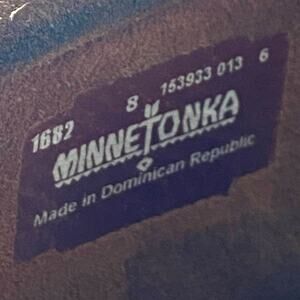 1682 8 153933 013 6
MINNETONKA
Made in Dominican Republic